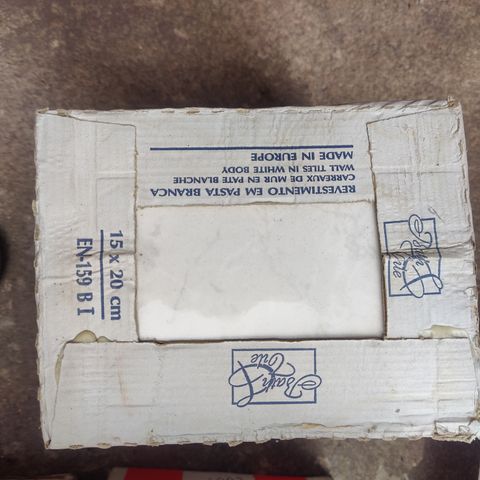 REVESTIMENTO EM PASTA BRANCA
CARREAUX DE MUR EN PATE BLANCHE
WALL TILES IN WHITE BODY
MADE IN EUROPE
15 x 20 cm
EN-159 B I